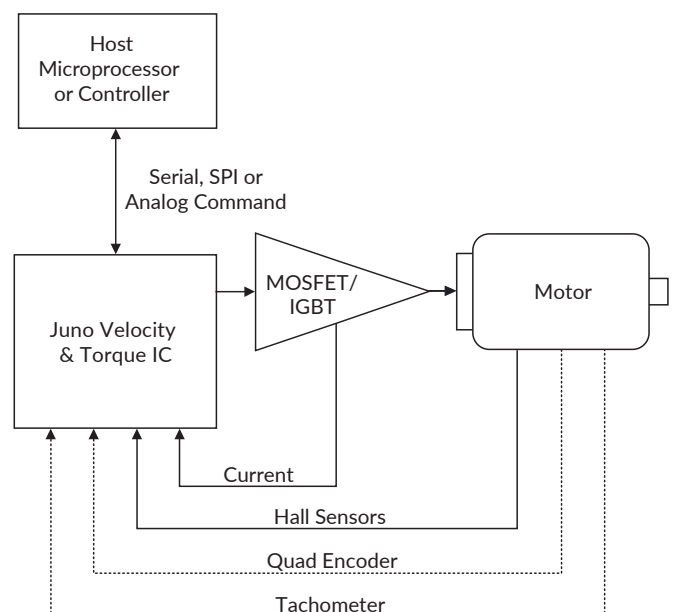 Host
Microprocessor
or Controller
Serial, SPI or
Analog Command
MOSFET/
IGBT
Motor
Juno Velocity
& Torque IC
Current
Hall Sensors
Quad Encoder
Tachometer